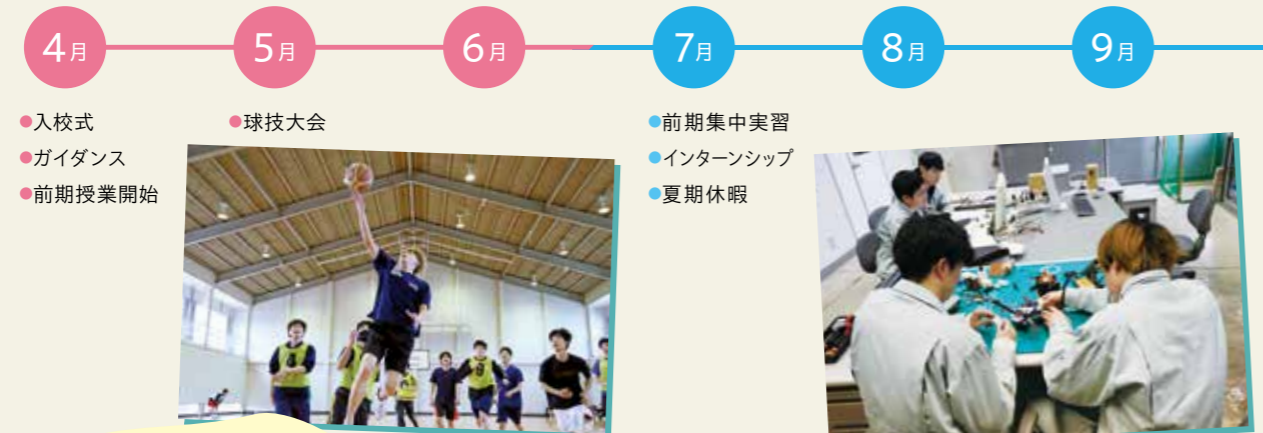 4月 5月 6月 7月 8月 9月
●入校式
●ガイダンス
●前期授業開始
●球技大会
●前期集中実習
●インターンシップ
●夏期休暇